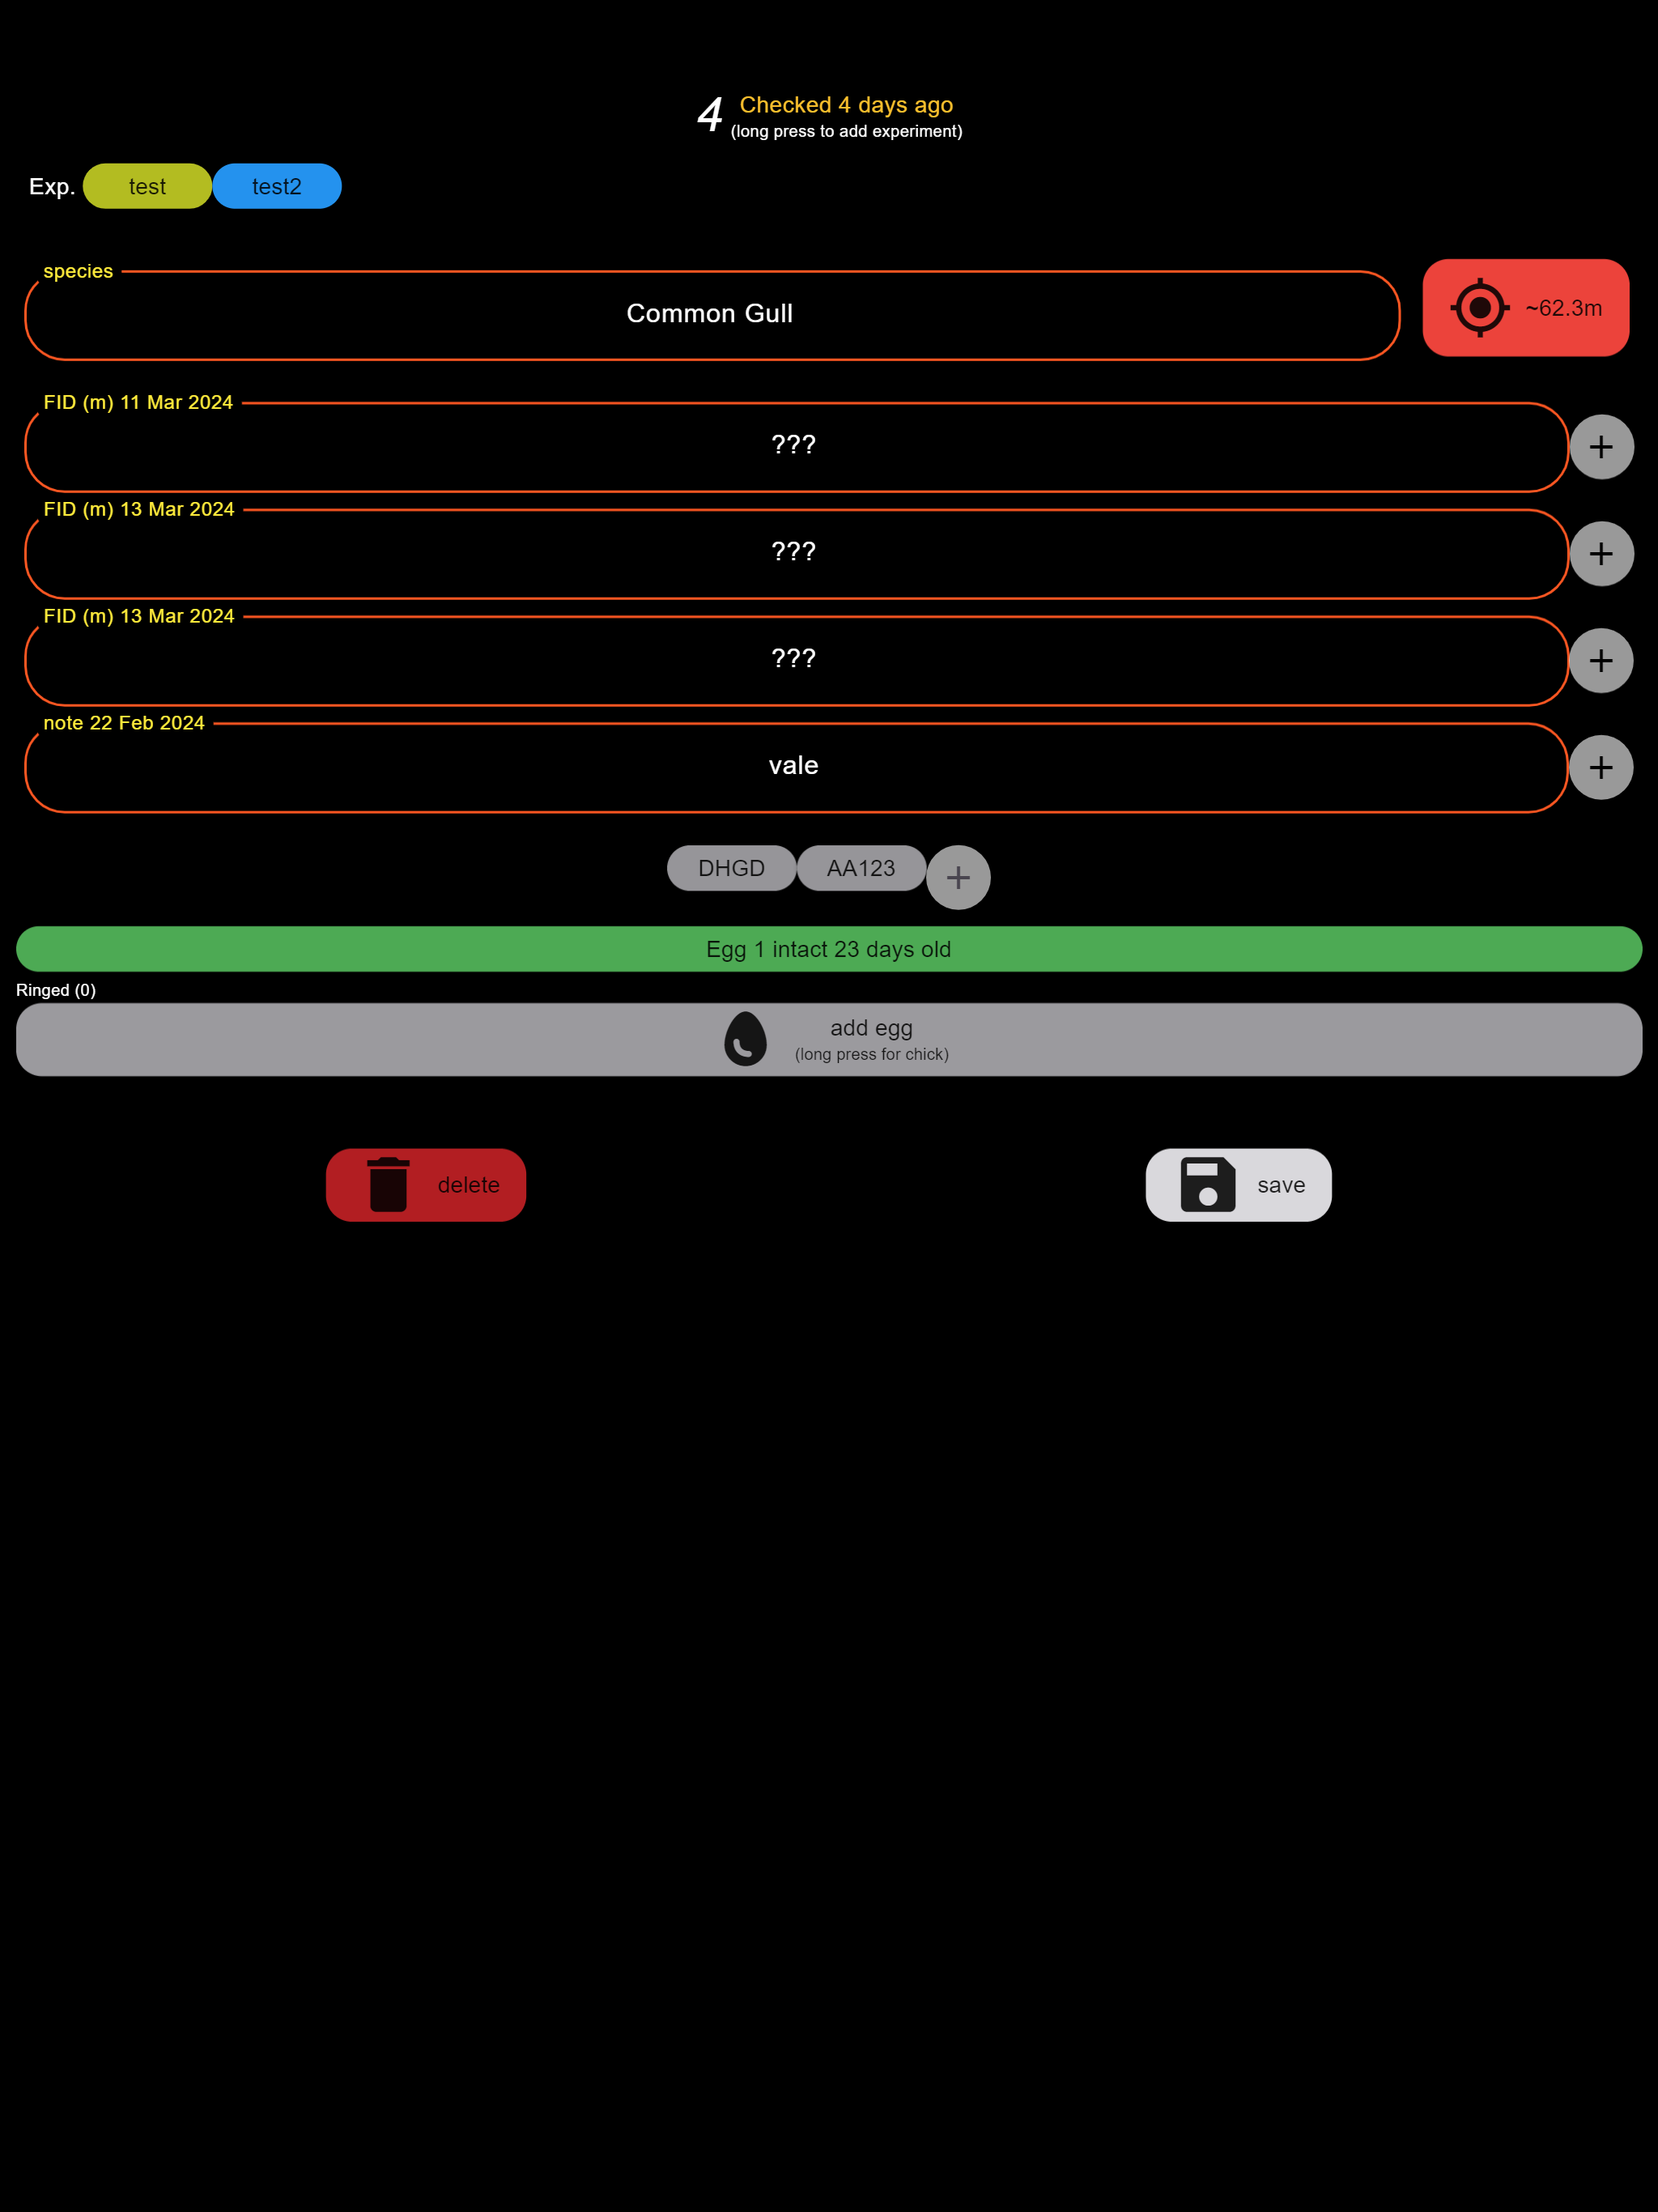 4 Checked 4 days ago
(long press to add experiment)
Exp. test test2
species
Common Gull
~62.3m
FID (m) 11 Mar 2024
???
+
FID (m) 13 Mar 2024
???
+
FID (m) 13 Mar 2024
???
+
note 22 Feb 2024
vale
+
DHGD AA123 +
Egg 1 intact 23 days old
Ringed (0)
add egg
(long press for chick)
delete save